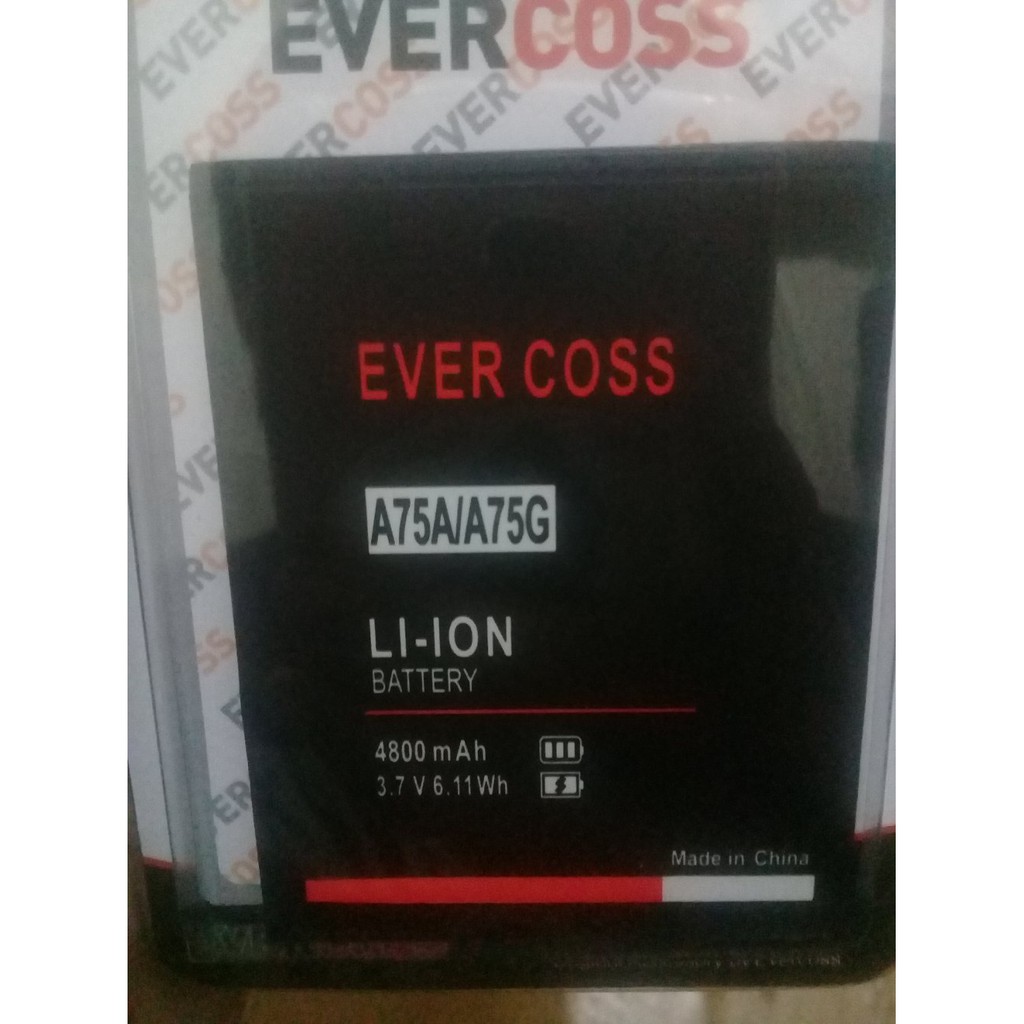 EVERCOSS
EVER COSS
A75A/A75G
LI-ION
BATTERY
4800 mAh
3.7 V 6.11Wh
Made in China